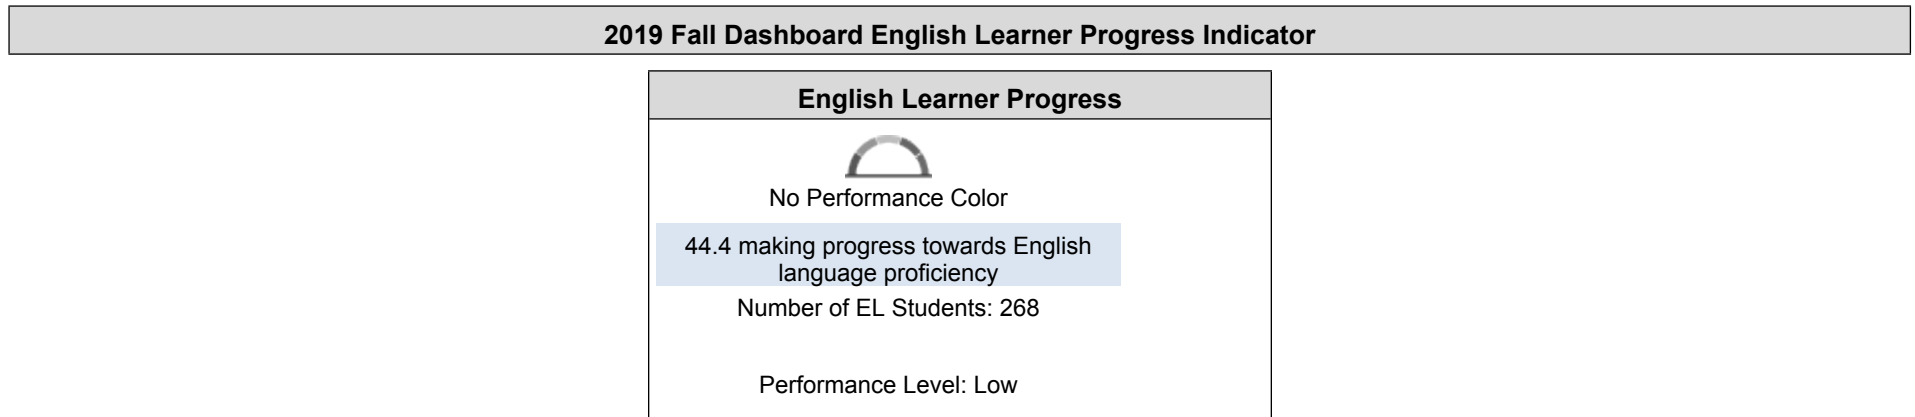 2019 Fall Dashboard English Learner Progress Indicator
English Learner Progress
No Performance Color
44.4 making progress towards English
language proficiency
Number of EL Students: 268
Performance Level: Low